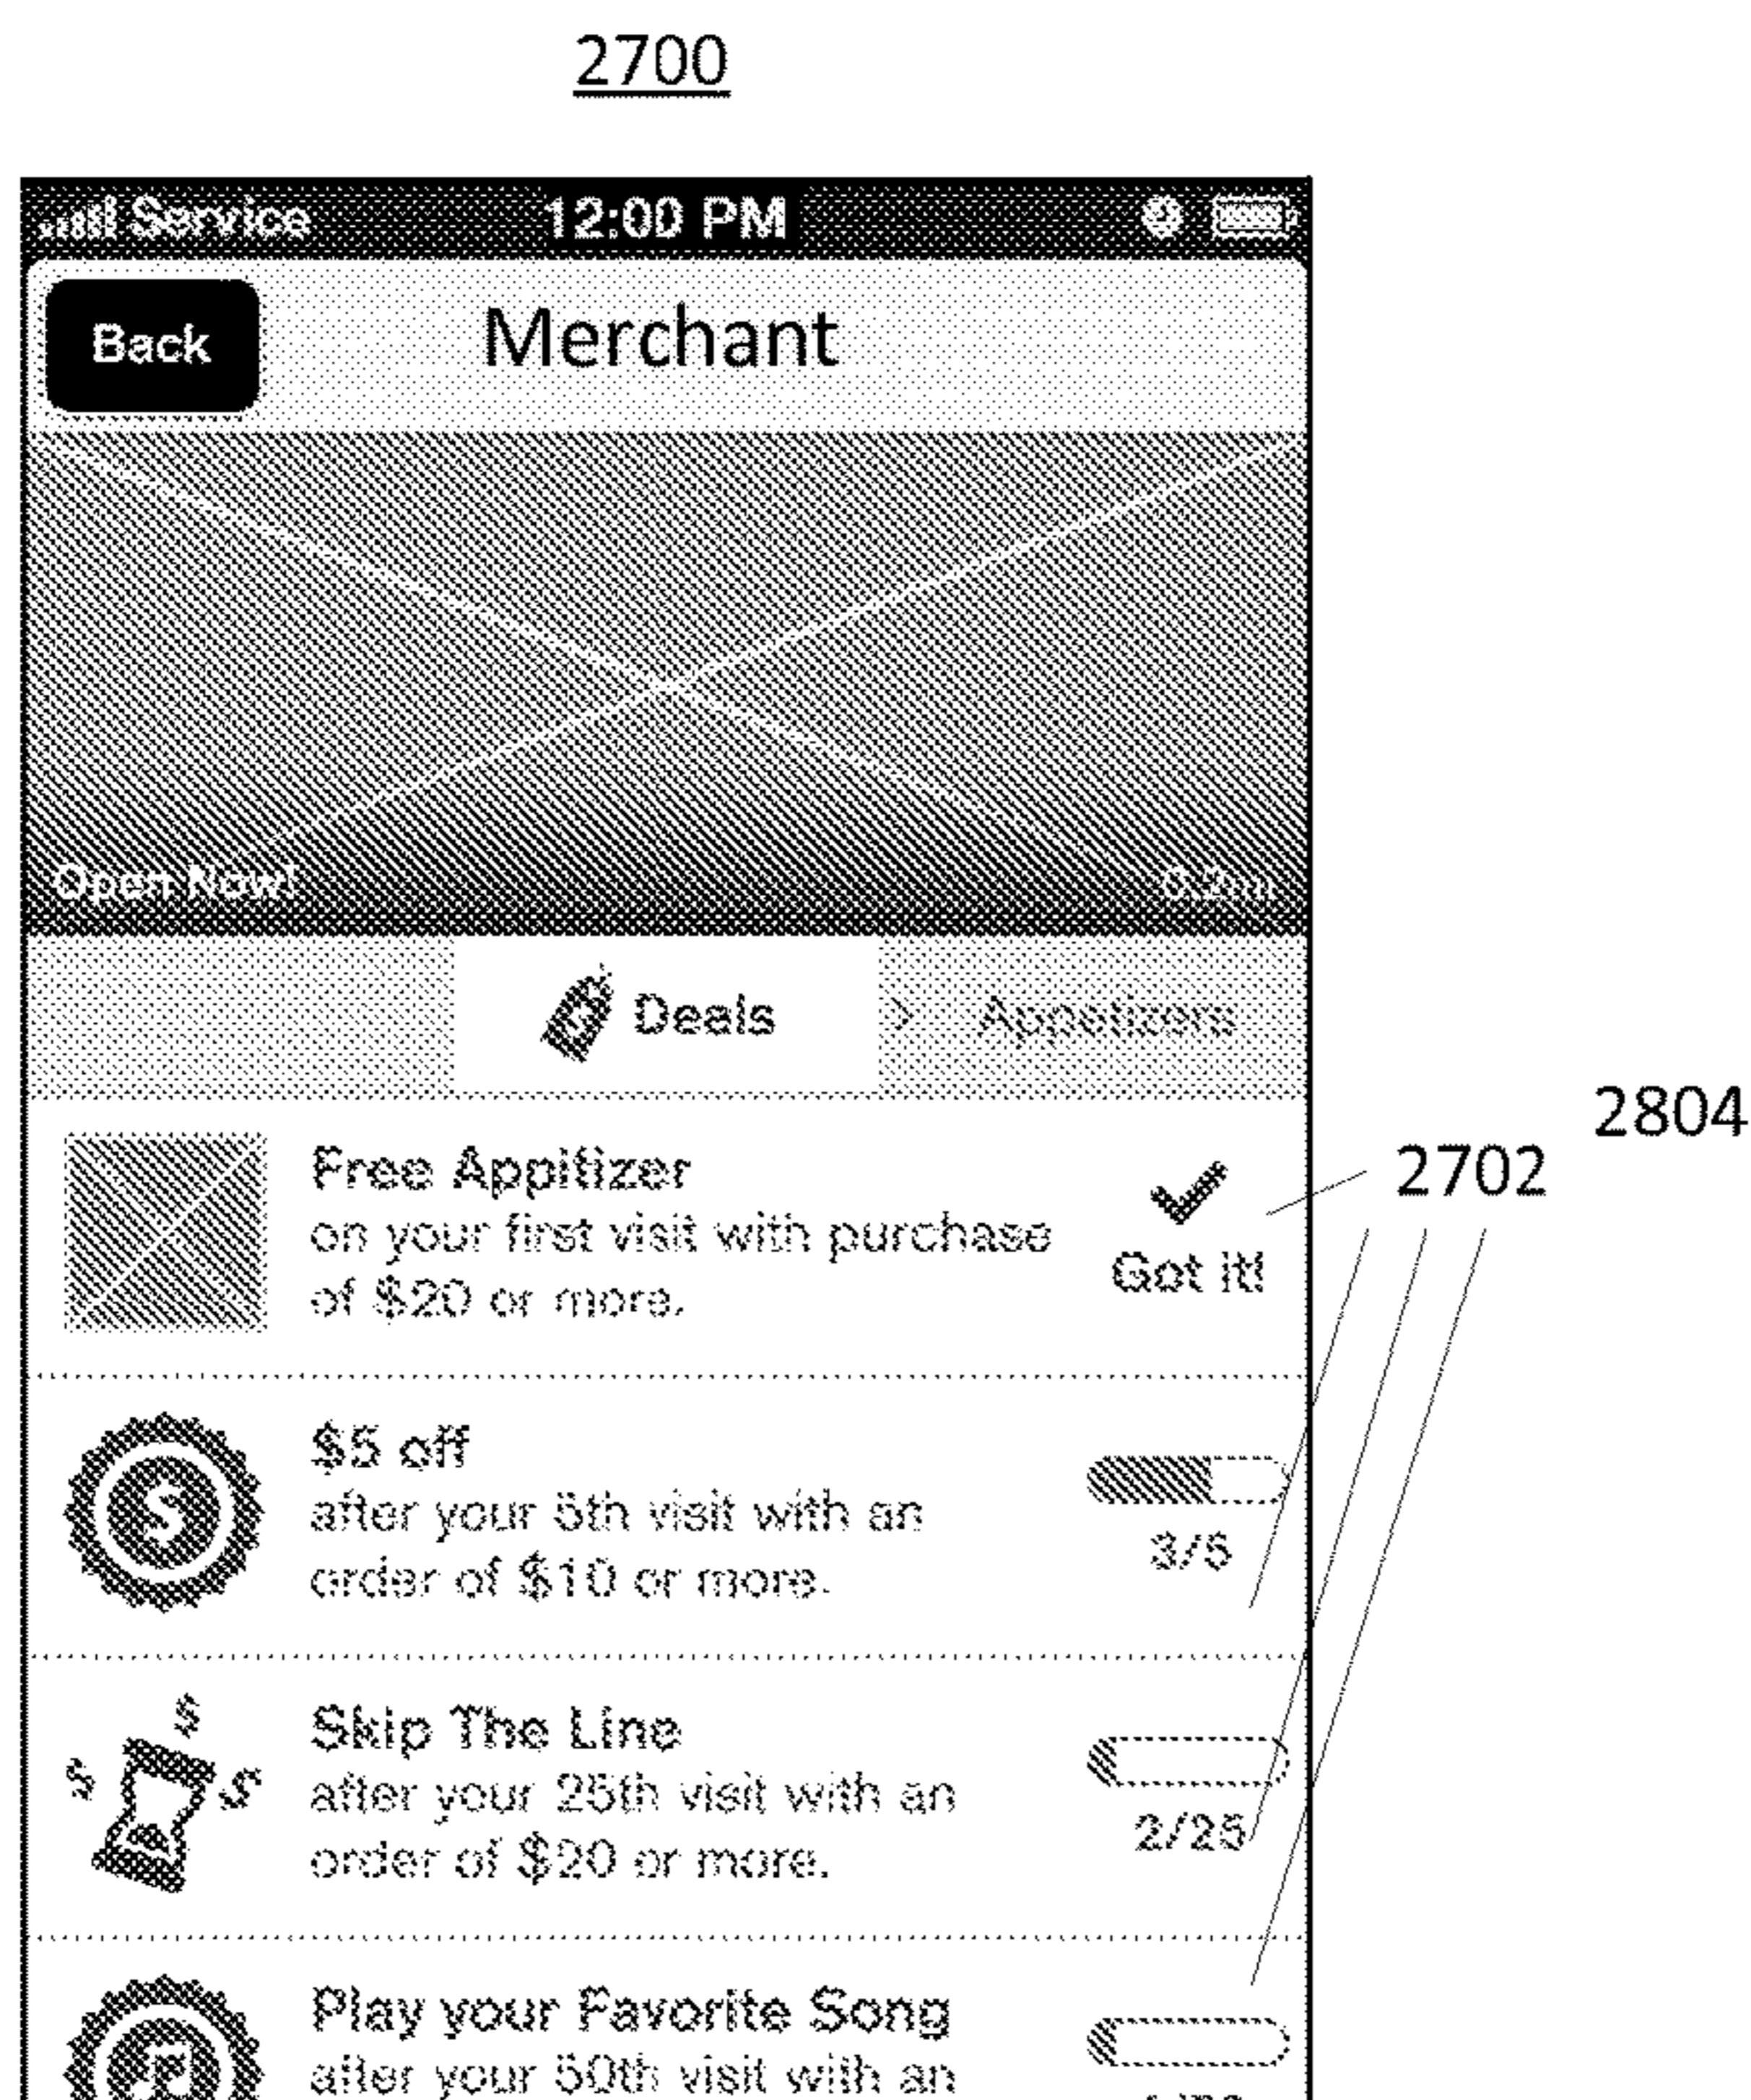 2700
Service 12:00 PM
Back Merchant
Open Now! 0.2mi
Deals > Appetizers
2804
2702
Free Appitizer
on your first visit with purchase
of $20 or more.
Got it!
$5 off
after your 5th visit with an
order of $10 or more.
3/5
Skip The Line
after your 25th visit with an
order of $20 or more.
2/25
Play your Favorite Song
after your 50th visit with an